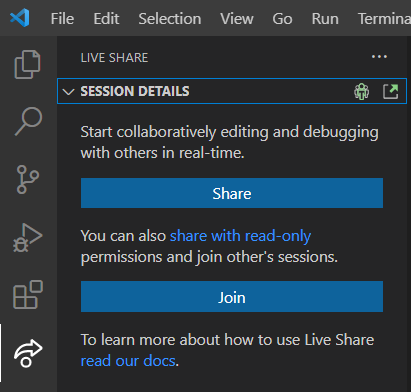 File Edit Selection View Go Run Termina
LIVE SHARE
SESSION DETAILS
Start collaboratively editing and debugging
with others in real-time.
Share
You can also share with read-only
permissions and join other's sessions.
Join
To learn more about how to use Live Share
read our docs.